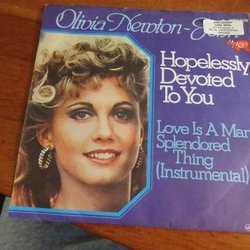 Olivia Newton-
Hopelessly
Devoted
To You
Love Is A Man
Splendored
Thing
(Instrumental)